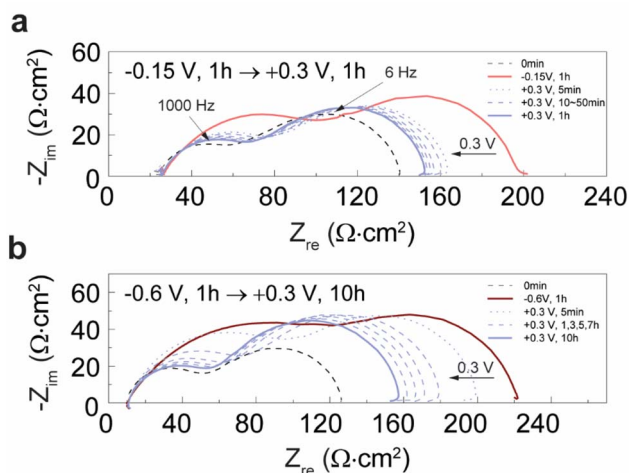 a
-0.15 V, 1h → +0.3 V, 1h
1000 Hz
6 Hz
0min
-0.15V, 1h
+0.3 V, 5min
+0.3 V, 10~50min
+0.3 V, 1h
0.3 V
-Z_im (Ω·cm²)
60
40
20
0
0 40 80 120 160 200 240
Z_re (Ω·cm²)
b
-0.6 V, 1h → +0.3 V, 10h
0min
-0.6V, 1h
+0.3 V, 5min
+0.3 V, 1,3,5,7h
+0.3 V, 10h
0.3 V
-Z_im (Ω·cm²)
60
40
20
0
0 40 80 120 160 200 240
Z_re (Ω·cm²)